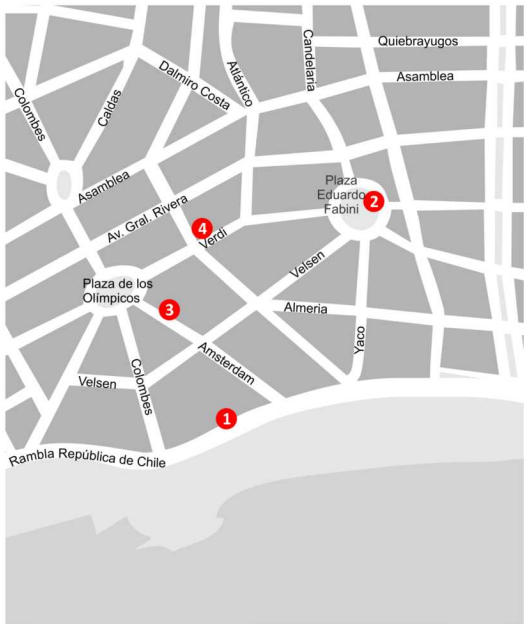 Quiebrayugos
Candelaria
Atlántico
Dalmiro Costa
Asamblea
Colombes
Caldas
Asamblea
Plaza
Eduardo
Fabini
2
Av. Gral. Rivera
4
Verdi
Velsen
Plaza de los
Olímpicos
3
Almeria
Yaco
Amsterdam
Colombes
Velsen
1
Rambla República de Chile